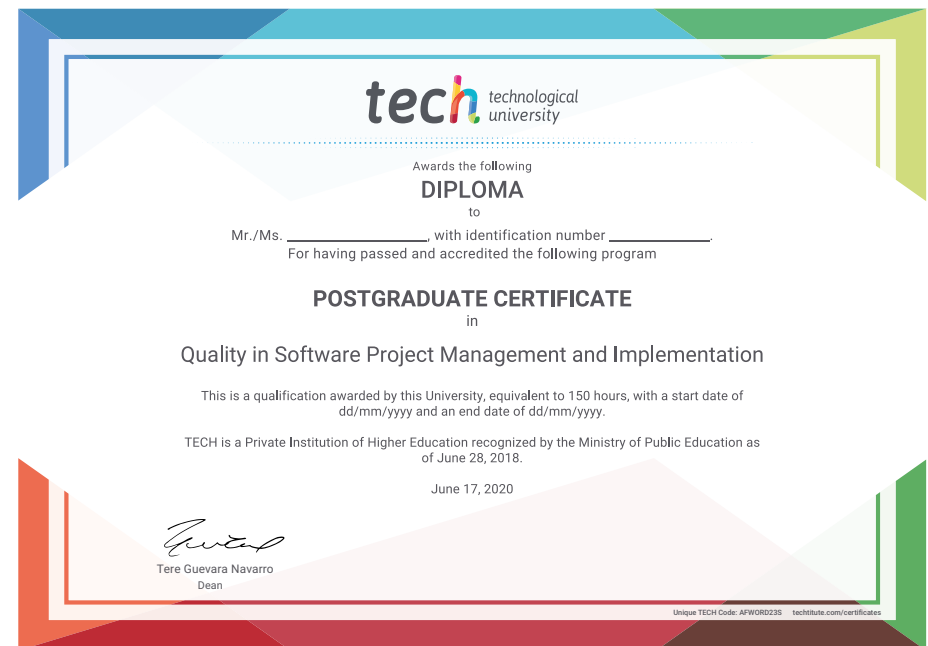 tech technological
university
Awards the following
DIPLOMA
to
Mr./Ms. ____________________, with identification number ______________.
For having passed and accredited the following program
POSTGRADUATE CERTIFICATE
in
Quality in Software Project Management and Implementation
This is a qualification awarded by this University, equivalent to 150 hours, with a start date of
dd/mm/yyyy and an end date of dd/mm/yyyy.
TECH is a Private Institution of Higher Education recognized by the Ministry of Public Education as
of June 28, 2018.
June 17, 2020
Tere Guevara Navarro
Dean
Unique TECH Code: AFWORD23S techtitute.com/certificates